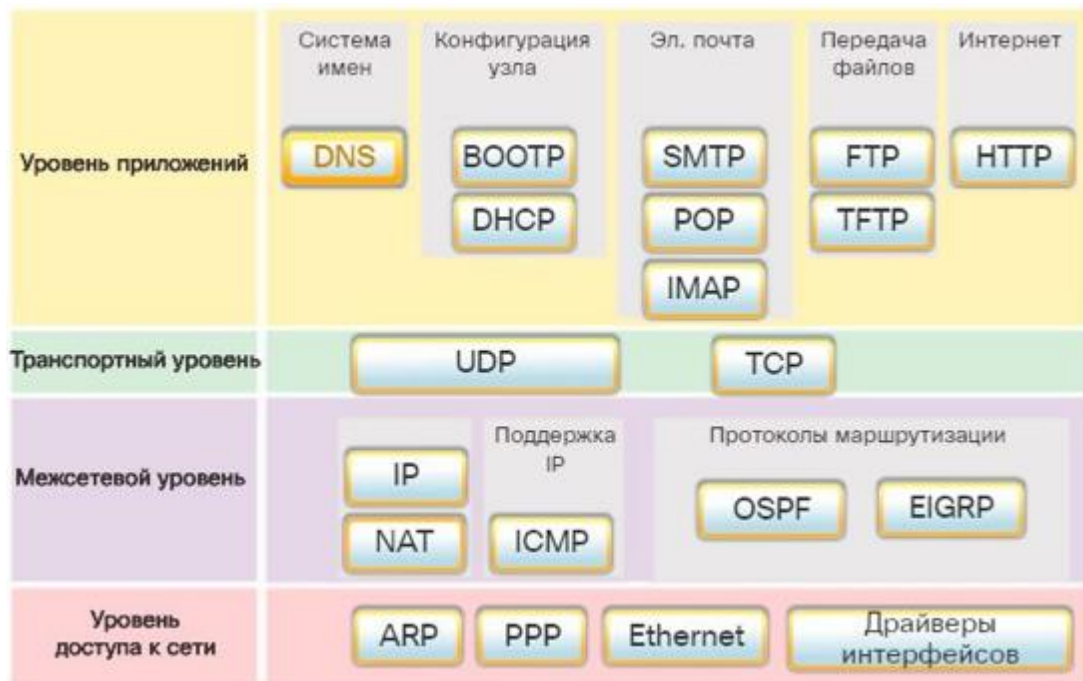 Система имен
Конфигурация узла
Эл. почта
Передача файлов
Интернет
Уровень приложений
DNS
BOOTP
SMTP
FTP
HTTP
DHCP
POP
TFTP
IMAP
Транспортный уровень
UDP
TCP
Межсетевой уровень
Поддержка IP
Протоколы маршрутизации
IP
OSPF
EIGRP
NAT
ICMP
Уровень доступа к сети
ARP
PPP
Ethernet
Драйверы интерфейсов